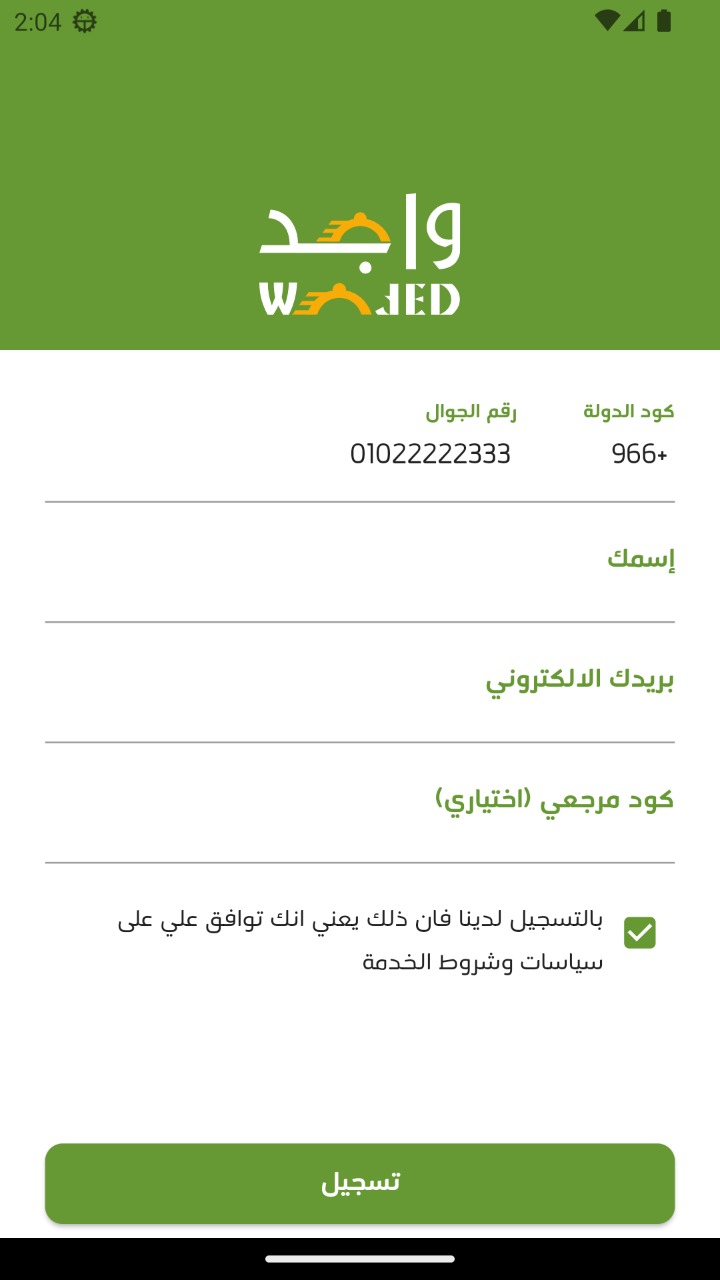 2:04
واجد
WAJED
كود الدولة رقم الجوال
+966 01022222333
إسمك
بريدك الالكتروني
كود مرجعي (اختياري)
بالتسجيل لدينا فان ذلك يعني انك توافق علي على
سياسات وشروط الخدمة
تسجيل